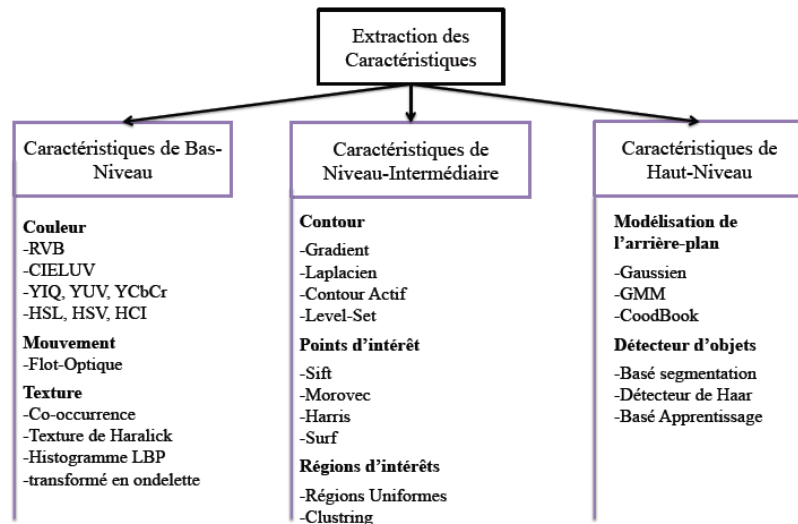 Extraction des
Caractéristiques
Caractéristiques de Bas-
Niveau
Couleur
-RVB
-CIELUV
-YIQ, YUV, YCbCr
-HSL, HSV, HCI
Mouvement
-Flot-Optique
Texture
-Co-occurrence
-Texture de Haralick
-Histogramme LBP
-transformé en ondelette
Caractéristiques de
Niveau-Intermédiaire
Contour
-Gradient
-Laplacien
-Contour Actif
-Level-Set
Points d’intérêt
-Sift
-Morovec
-Harris
-Surf
Régions d’intérêts
-Régions Uniformes
-Clustring
Caractéristiques de
Haut-Niveau
Modélisation de
l’arrière-plan
-Gaussien
-GMM
-CoodBook
Détecteur d’objets
-Basé segmentation
-Détecteur de Haar
-Basé Apprentissage